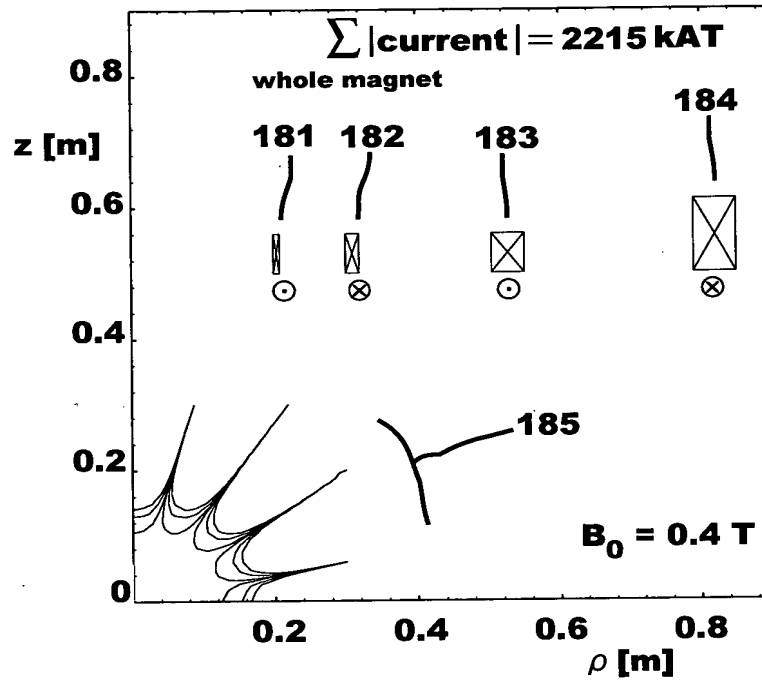 ∑ |current| = 2215 kAT
whole magnet
0.8
z [m]
181
182
183
184
0.6
0.4
185
0.2
B₀ = 0.4 T
0
0.2
0.4
0.6
0.8
ρ [m]